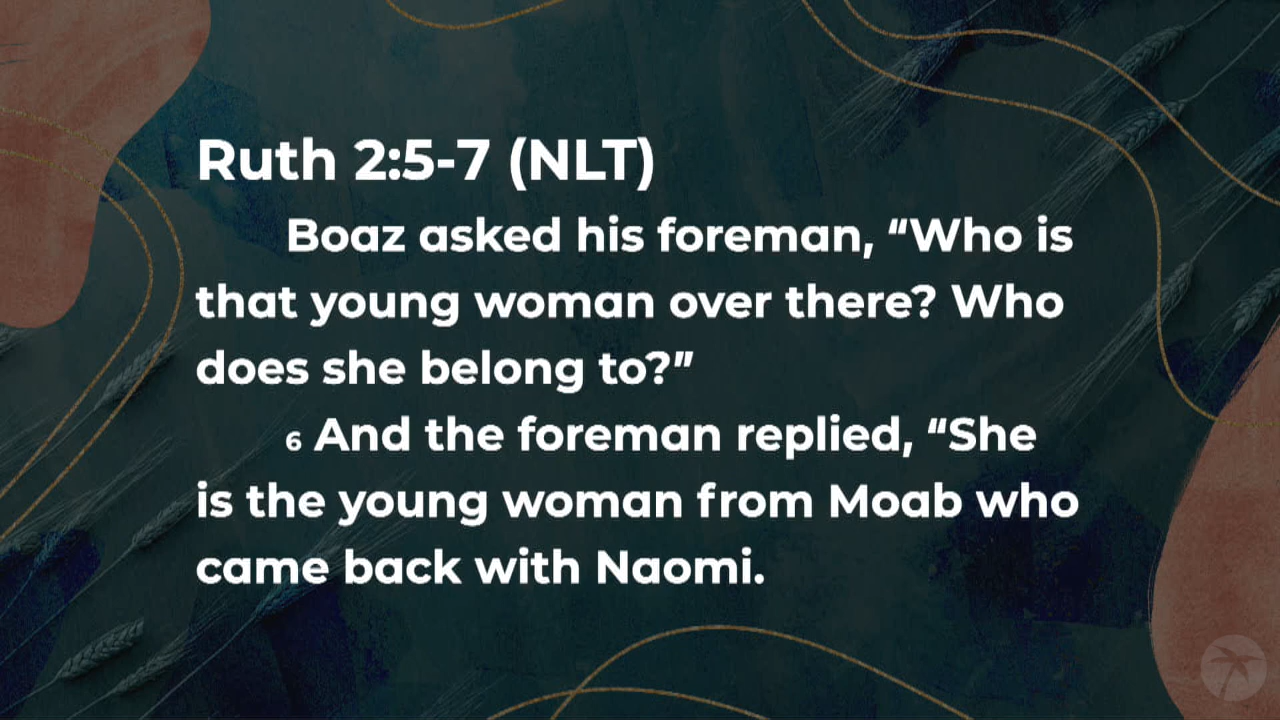 Ruth 2:5-7 (NLT)
Boaz asked his foreman, “Who is
that young woman over there? Who
does she belong to?”
6 And the foreman replied, “She
is the young woman from Moab who
came back with Naomi.